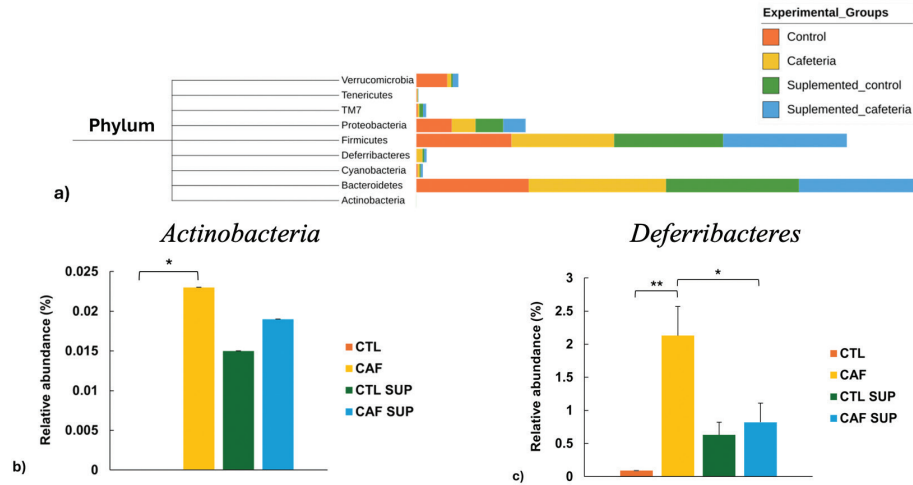 Experimental_Groups
Control
Cafeteria
Suplemented_control
Suplemented_cafeteria
Phylum
Verrucomicrobia
Tenericutes
TM7
Proteobacteria
Firmicutes
Deferribacteres
Cyanobacteria
Bacteroidetes
Actinobacteria
a)
Actinobacteria
Relative abundance (%)
0.025
0.02
0.015
0.01
0.005
0
*
CTL
CAF
CTL SUP
CAF SUP
b)
Deferribacteres
Relative abundance (%)
3
2.5
2
1.5
1
0.5
0
**
*
CTL
CAF
CTL SUP
CAF SUP
c)